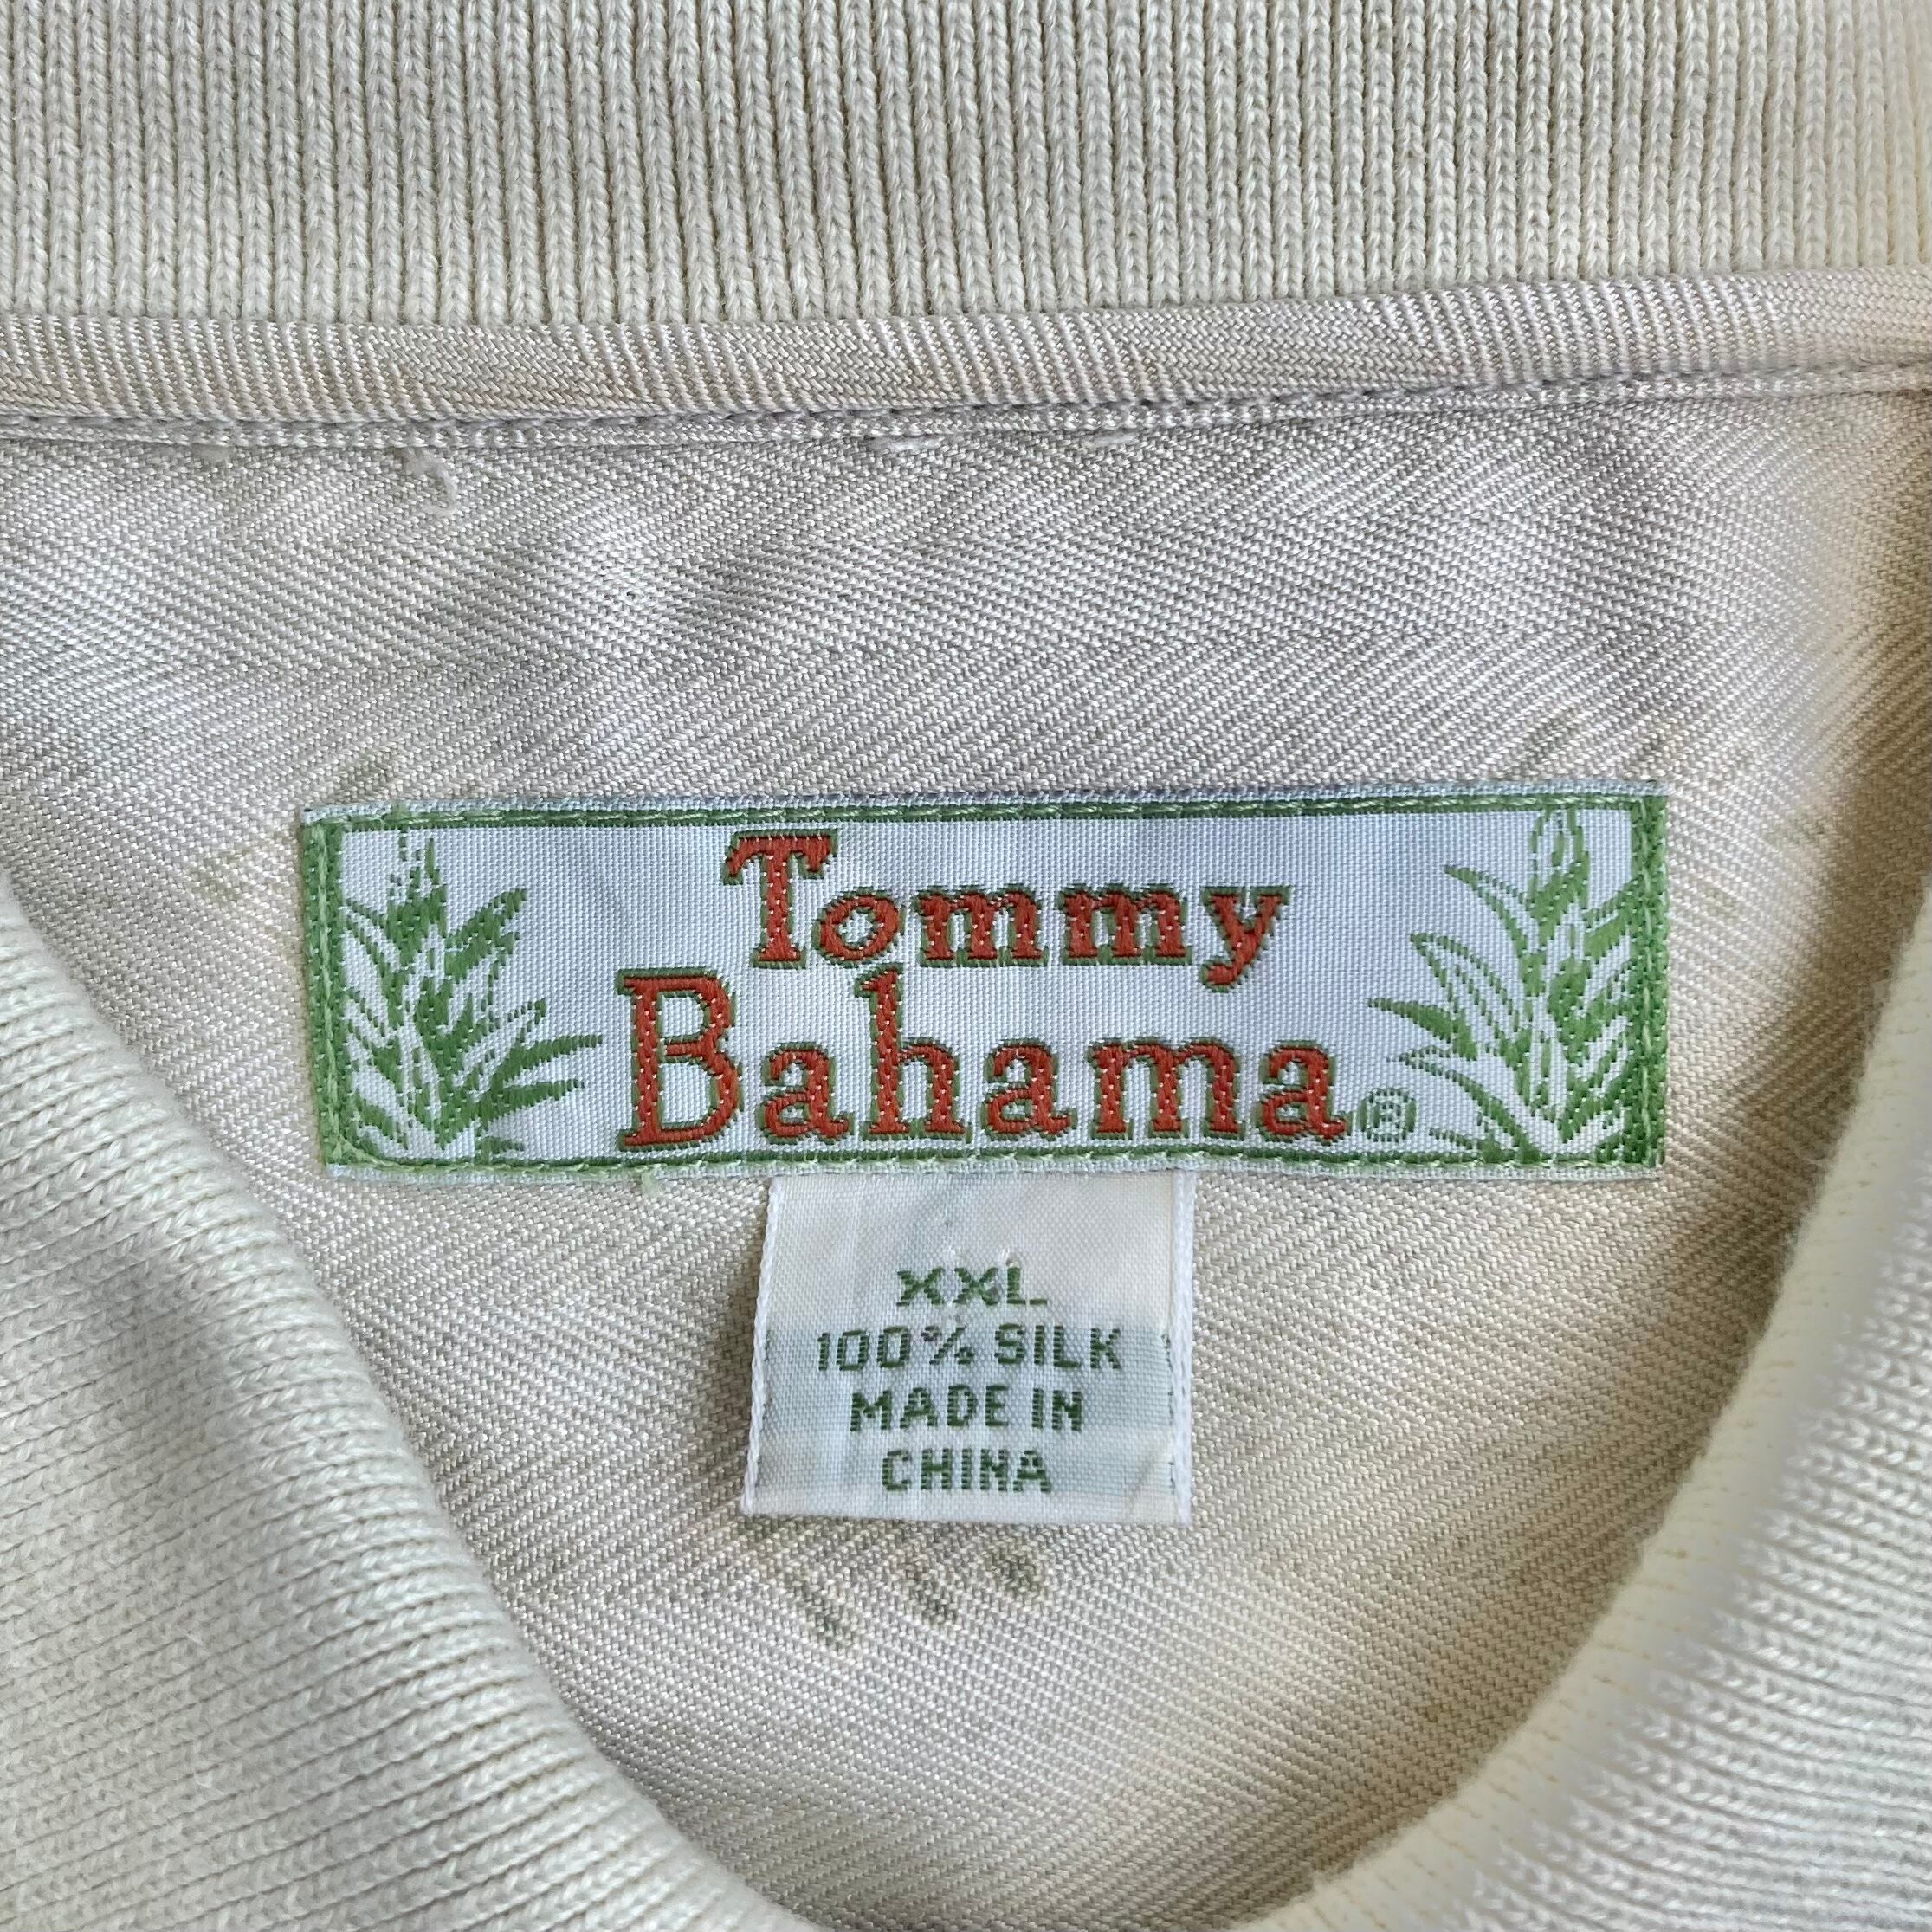 Tommy
Bahama®
XXL
100% SILK
MADE IN
CHINA